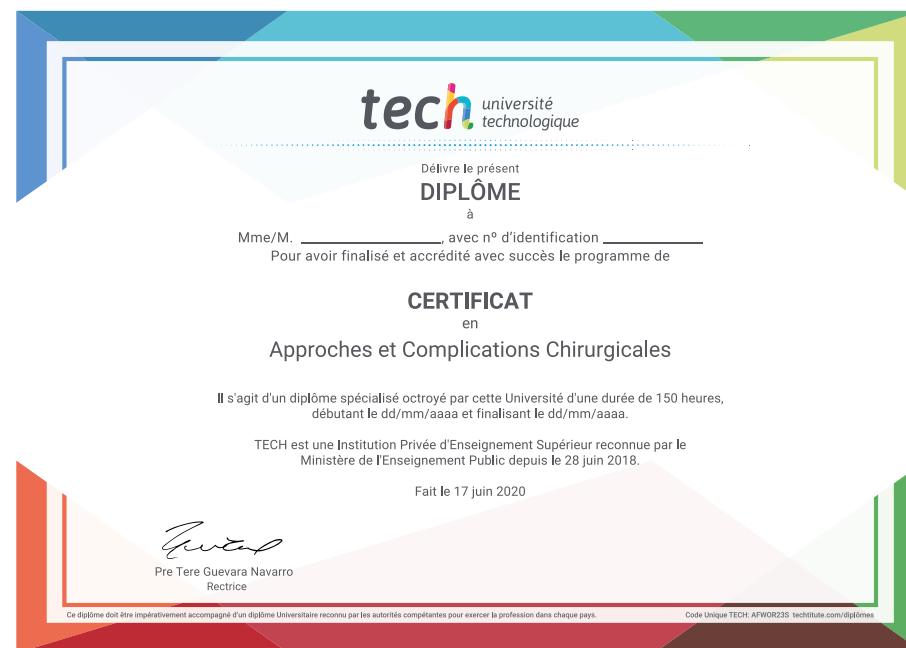 tech université
technologique
Délivre le présent
DIPLÔME
à
Mme/M. ____________________, avec nº d'identification ______________
Pour avoir finalisé et accrédité avec succès le programme de
CERTIFICAT
en
Approches et Complications Chirurgicales
Il s'agit d'un diplôme spécialisé octroyé par cette Université d'une durée de 150 heures,
débutant le dd/mm/aaaa et finalisant le dd/mm/aaaa.
TECH est une Institution Privée d'Enseignement Supérieur reconnue par le
Ministère de l'Enseignement Public depuis le 28 juin 2018.
Fait le 17 juin 2020
Pre Tere Guevara Navarro
Rectrice
Ce diplôme doit être impérativement accompagné d'un diplôme Universitaire reconnu par les autorités compétentes pour exercer la profession dans chaque pays.
Code Unique TECH: AFWOR23S techtitute.com/diplômes